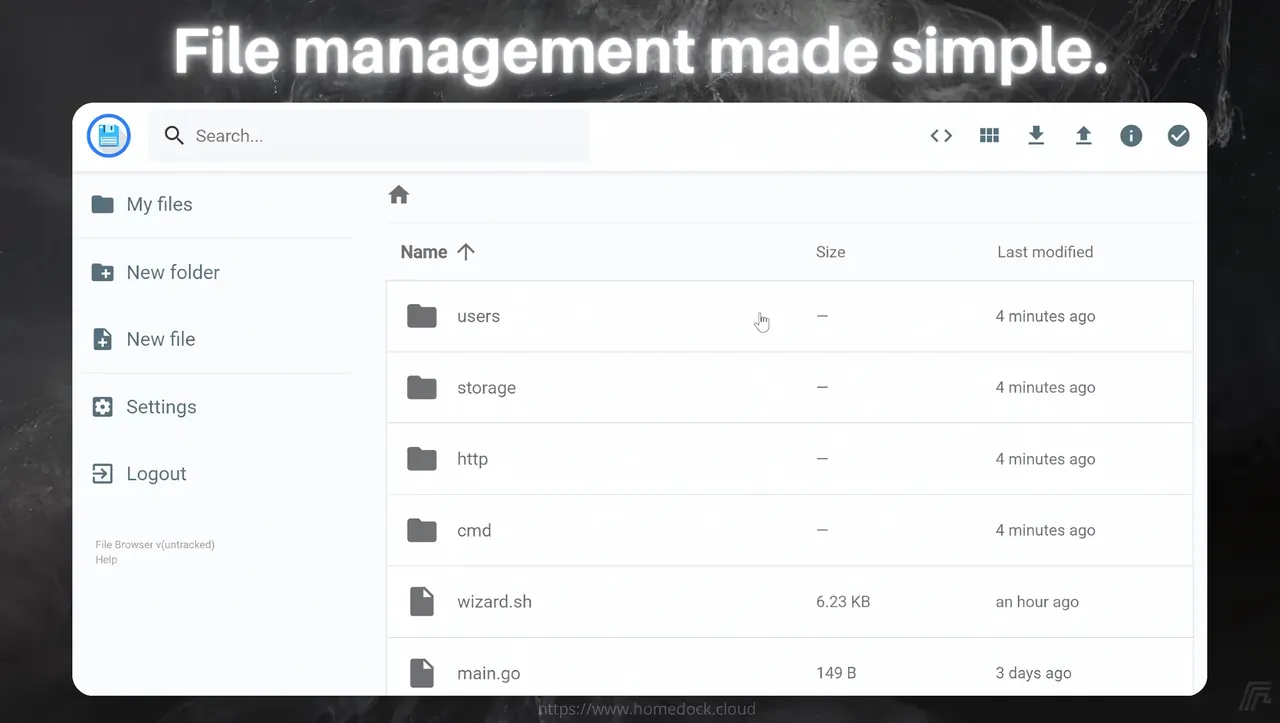 File management made simple.
Search...
My files
New folder
New file
Settings
Logout
File Browser v(untracked)
Help
Name Size Last modified
users — 4 minutes ago
storage — 4 minutes ago
http — 4 minutes ago
cmd — 4 minutes ago
wizard.sh 6.23 KB an hour ago
main.go 149 B 3 days ago
https://www.homedock.cloud